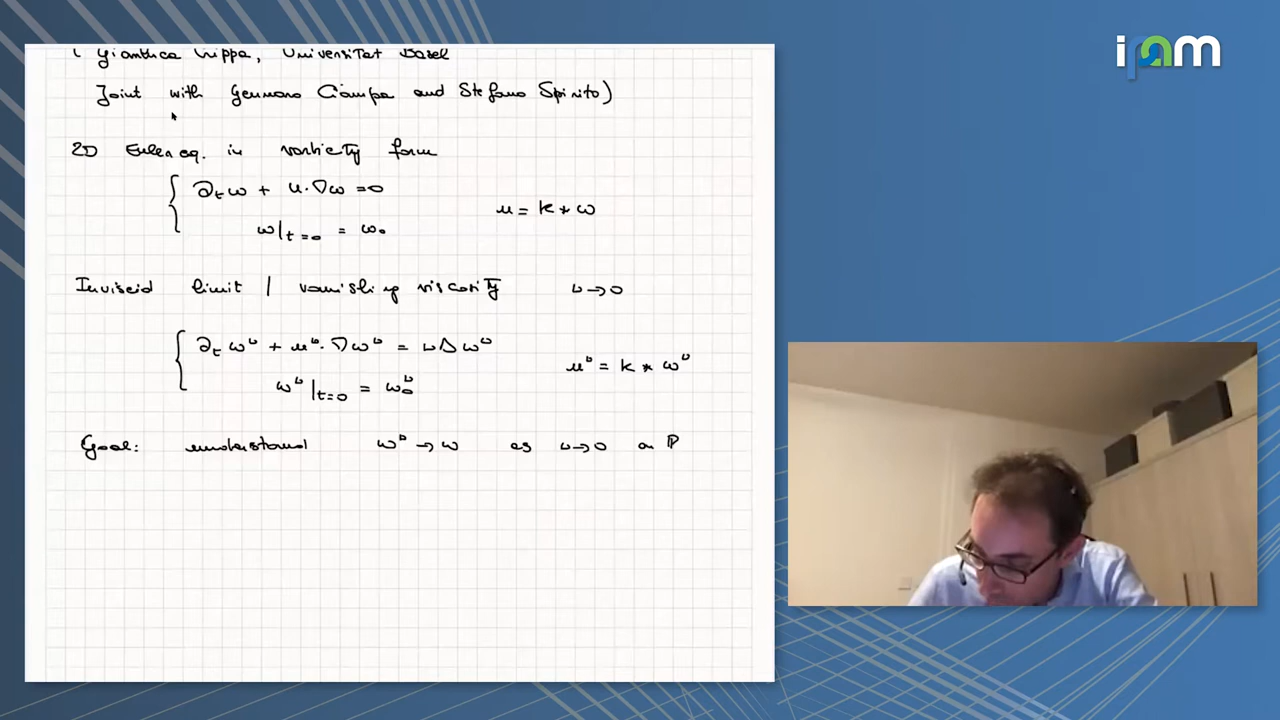 ( Gianluca Crippa, Universität Basel
Joint with Gennaro Ciampa and Stefano Spirito)
2D Euler eq. in vorticity form
∂ₜω + u·∇ω = 0
u = K * ω
ω|ₜ₌₀ = ω₀
Inviscid limit / vanishing viscosity ν → 0
∂ₜω^ν + u^ν·∇ω^ν = νΔω^ν
u^ν = K * ω^ν
ω^ν|ₜ₌₀ = ω₀^ν
Goal: understand ω^ν → ω as ν → 0 on
ipam